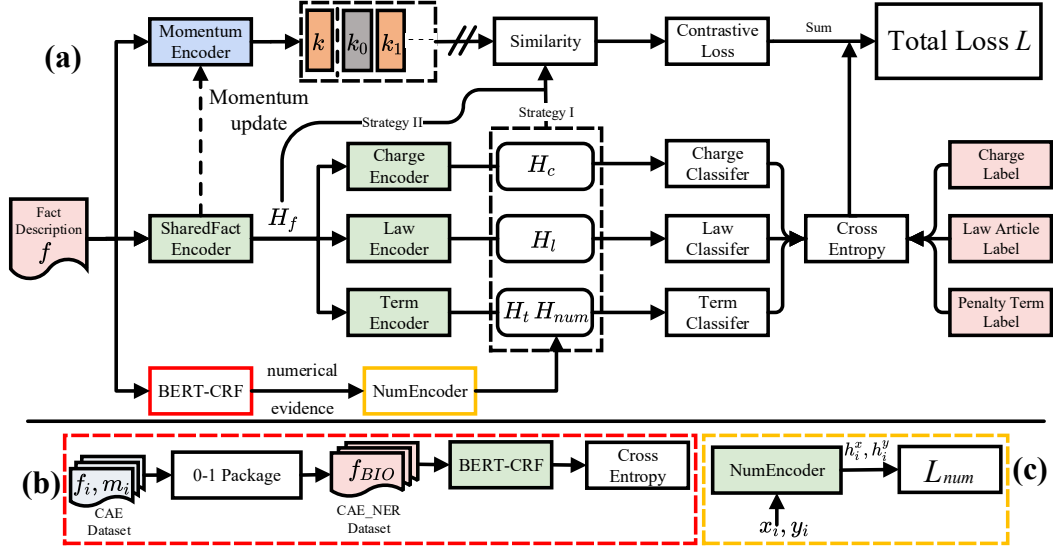 (a)
Momentum
Encoder
k
k0
k1
Similarity
Contrastive
Loss
Sum
Total Loss L
Momentum
update
Strategy II
Strategy I
Charge
Encoder
Hc
Charge
Classifer
Charge
Label
Fact
Description
f
SharedFact
Encoder
Hf
Law
Encoder
Hl
Law
Classifer
Cross
Entropy
Law Article
Label
Term
Encoder
Ht Hnum
Term
Classifer
Penalty Term
Label
BERT-CRF
numerical
evidence
NumEncoder
(b)
fi, mi
CAE
Dataset
0-1 Package
fBIO
CAE_NER
Dataset
BERT-CRF
Cross
Entropy
NumEncoder
h_i^x, h_i^y
Lnum
(c)
xi, yi